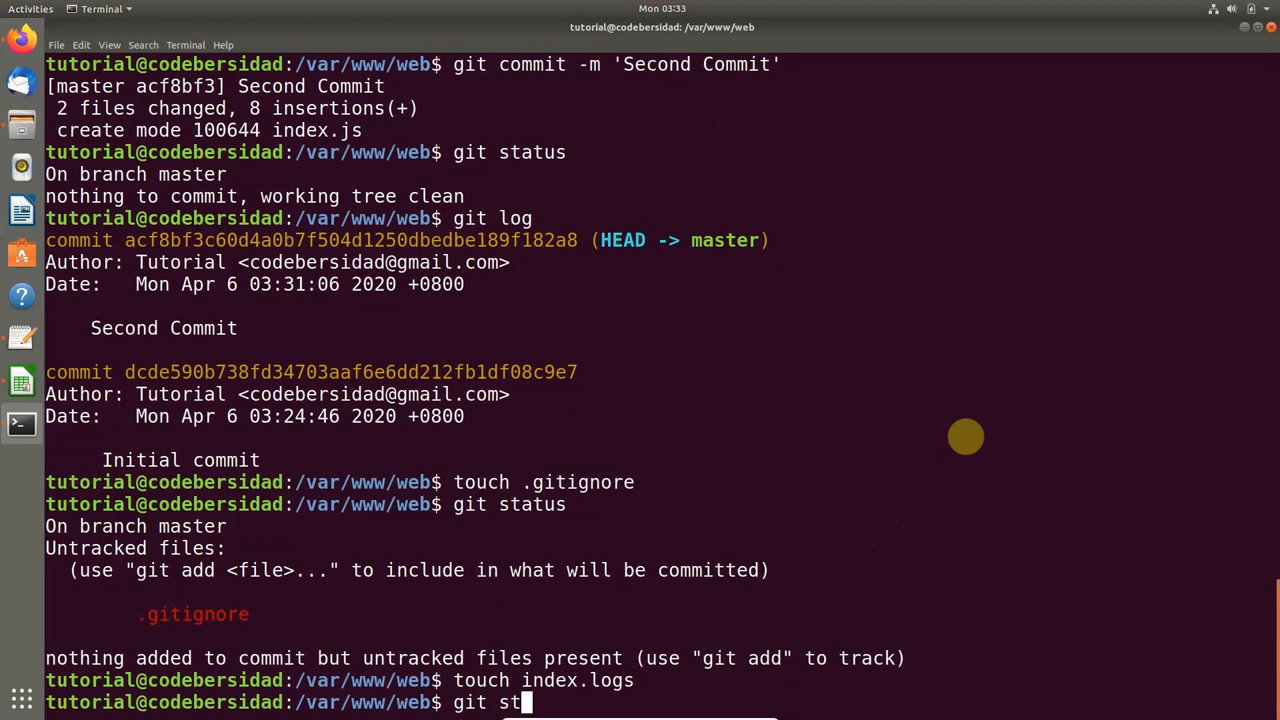 Activities
Terminal
Mon 03:33
tutorial@codebersidad: /var/www/web
File Edit View Search Terminal Help
tutorial@codebersidad:/var/www/web$ git commit -m 'Second Commit'
[master acf8bf3] Second Commit
2 files changed, 8 insertions(+)
create mode 100644 index.js
tutorial@codebersidad:/var/www/web$ git status
On branch master
nothing to commit, working tree clean
tutorial@codebersidad:/var/www/web$ git log
commit acf8bf3c60d4a0b7f504d1250dbedbe189f182a8 (HEAD -> master)
Author: Tutorial <codebersidad@gmail.com>
Date:   Mon Apr 6 03:31:06 2020 +0800
Second Commit
commit dcde590b738fd34703aaf6e6dd212fb1df08c9e7
Author: Tutorial <codebersidad@gmail.com>
Date:   Mon Apr 6 03:24:46 2020 +0800
Initial commit
tutorial@codebersidad:/var/www/web$ touch .gitignore
tutorial@codebersidad:/var/www/web$ git status
On branch master
Untracked files:
(use "git add <file>..." to include in what will be committed)
.gitignore
nothing added to commit but untracked files present (use "git add" to track)
tutorial@codebersidad:/var/www/web$ touch index.logs
tutorial@codebersidad:/var/www/web$ git st